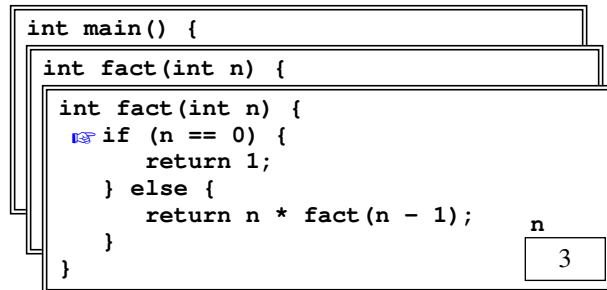 int main() {
int fact(int n) {
int fact(int n) {
☞ if (n == 0) {
return 1;
} else {
return n * fact(n – 1);
}
}
n
3